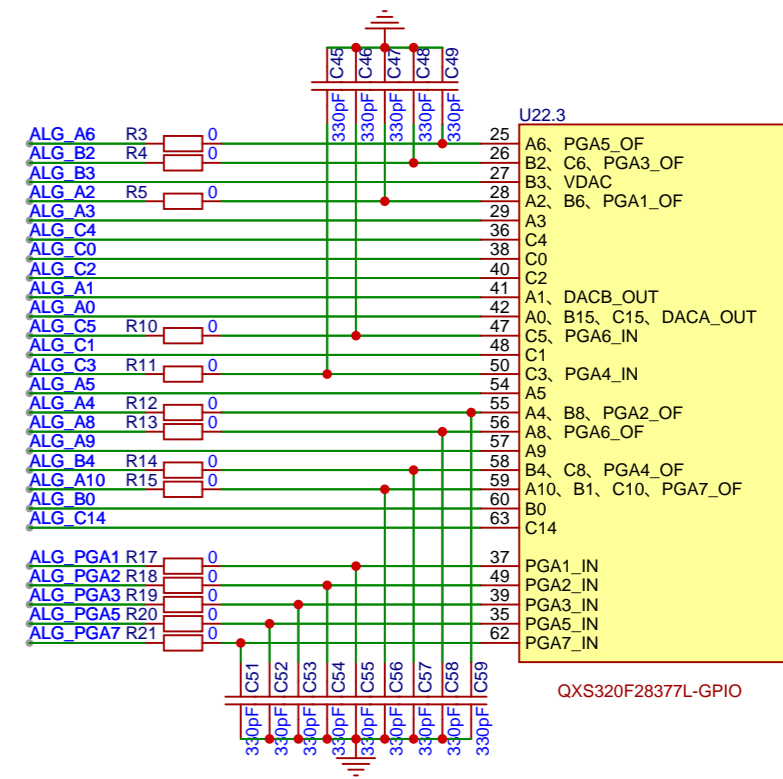 C45 C46 C47 C48 C49
330pF 330pF 330pF 330pF 330pF
U22.3
ALG_A6 R3 0 25 A6、PGA5_OF
ALG_B2 R4 0 26 B2、C6、PGA3_OF
ALG_B3 27 B3、VDAC
ALG_A2 R5 0 28 A2、B6、PGA1_OF
ALG_A3 29 A3
ALG_C4 36 C4
ALG_C0 38 C0
ALG_C2 40 C2
ALG_A1 41 A1、DACB_OUT
ALG_A0 42 A0、B15、C15、DACA_OUT
ALG_C5 R10 0 47 C5、PGA6_IN
ALG_C1 48 C1
ALG_C3 R11 0 50 C3、PGA4_IN
ALG_A5 54 A5
ALG_A4 R12 0 55 A4、B8、PGA2_OF
ALG_A8 R13 0 56 A8、PGA6_OF
ALG_A9 57 A9
ALG_B4 R14 0 58 B4、C8、PGA4_OF
ALG_A10 R15 0 59 A10、B1、C10、PGA7_OF
ALG_B0 60 B0
ALG_C14 63 C14
ALG_PGA1 R17 0 37 PGA1_IN
ALG_PGA2 R18 0 49 PGA2_IN
ALG_PGA3 R19 0 39 PGA3_IN
ALG_PGA5 R20 0 35 PGA5_IN
ALG_PGA7 R21 0 62 PGA7_IN
C51 C52 C53 C54 C55 C56 C57 C58 C59
330pF 330pF 330pF 330pF 330pF 330pF 330pF 330pF 330pF
QXS320F28377L-GPIO